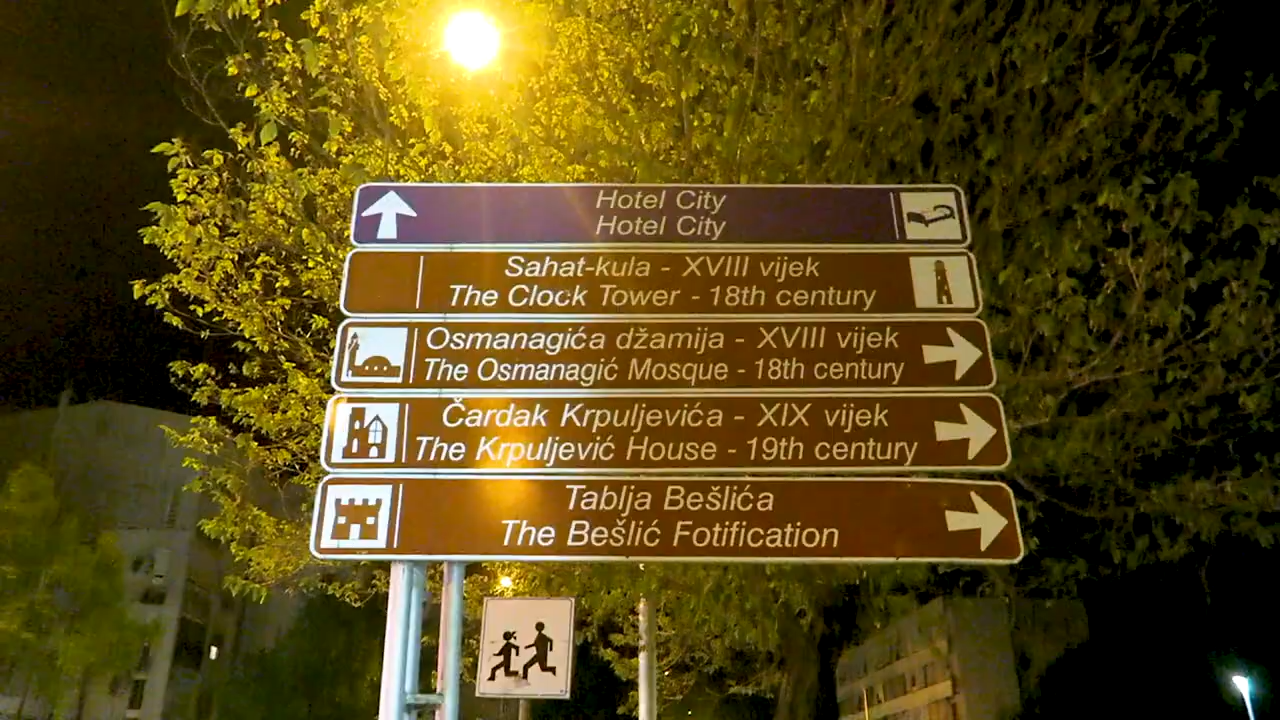 Hotel City
Hotel City
Sahat-kula - XVIII vijek
The Clock Tower - 18th century
Osmanagića džamija - XVIII vijek
The Osmanagić Mosque - 18th century
Čardak Krpuljevića - XIX vijek
The Krpuljević House - 19th century
Tablja Bešlića
The Bešlić Fotification